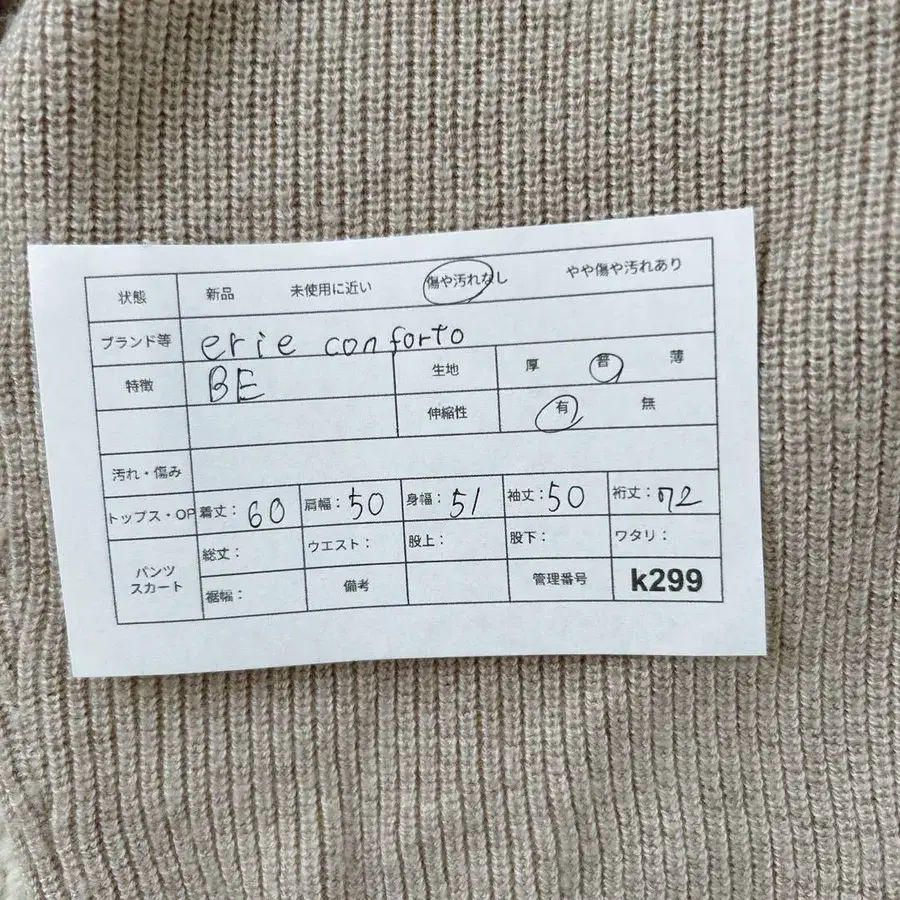 状態 新品 未使用に近い 傷や汚れなし やや傷や汚れあり
ブランド等 erie conforto
特徴 BE 生地 厚 普 薄
伸縮性 有 無
汚れ・傷み
トップス・OP 着丈: 60 肩幅: 50 身幅: 51 袖丈: 50 裄丈: 72
パンツ スカート 総丈: ウエスト: 股上: 股下: ワタリ:
裾幅: 備考 管理番号 k299